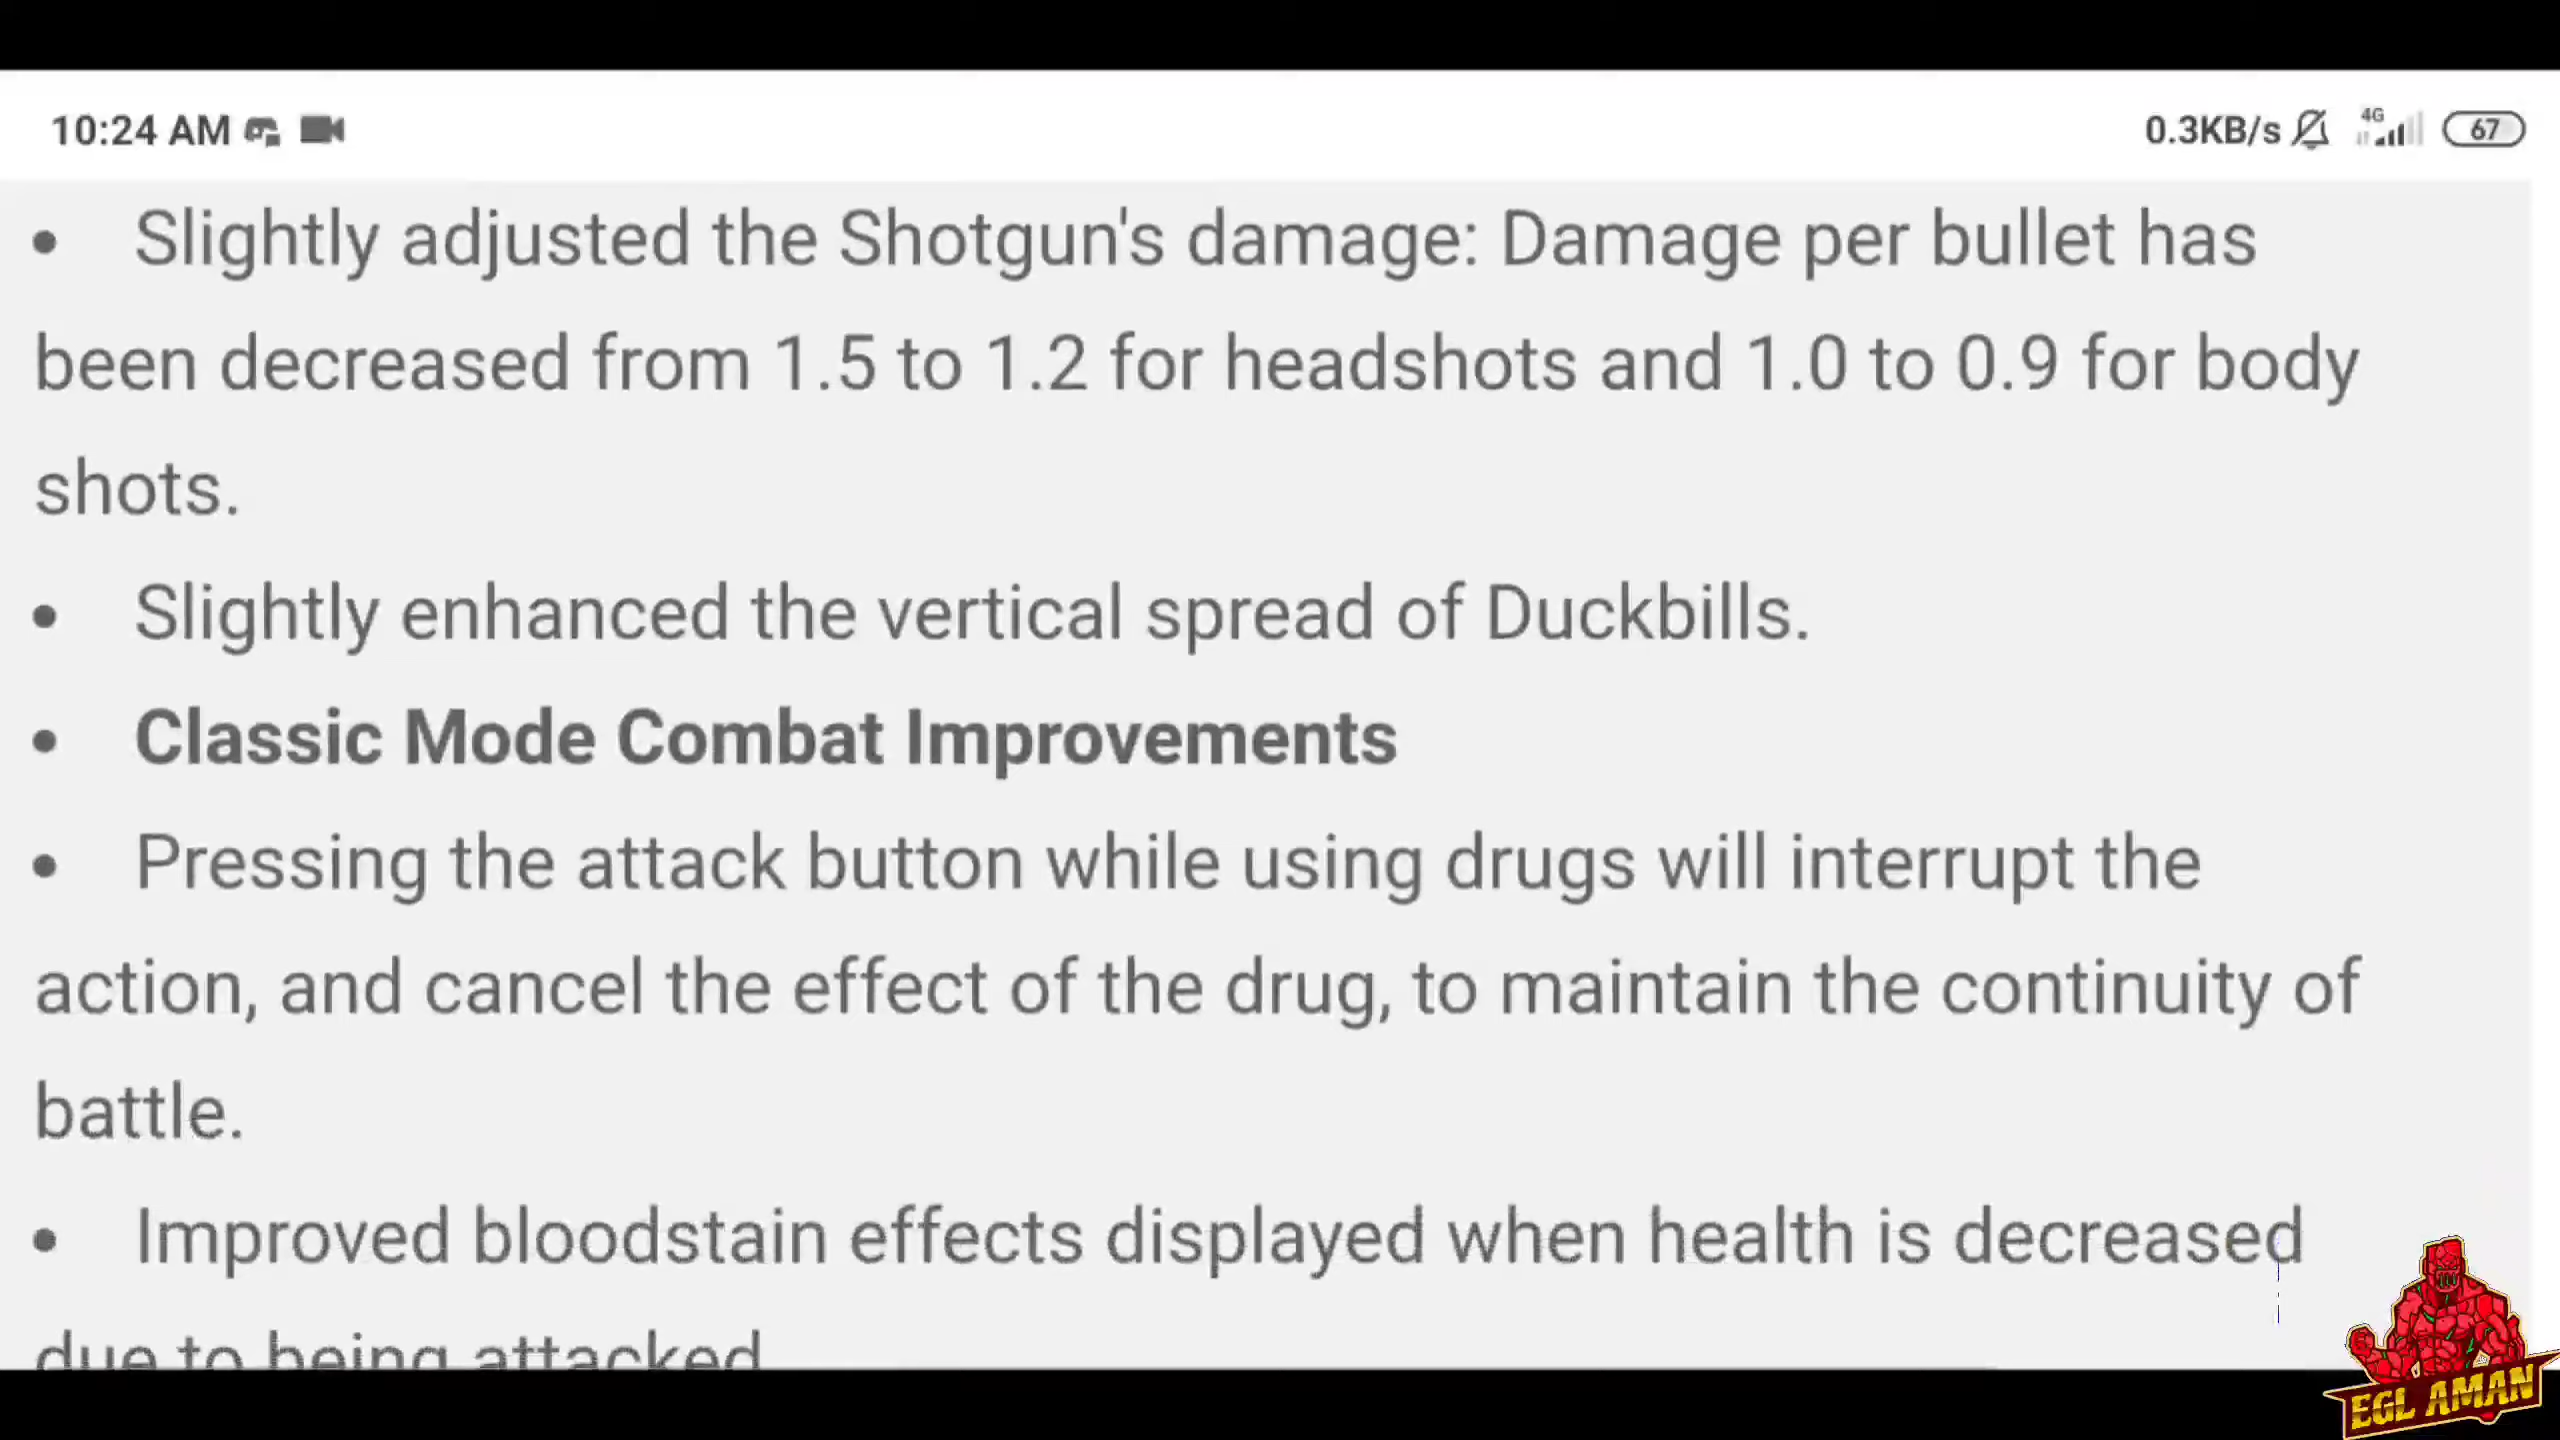 10:24 AM
0.3KB/s 4G 67
• Slightly adjusted the Shotgun's damage: Damage per bullet has
been decreased from 1.5 to 1.2 for headshots and 1.0 to 0.9 for body
shots.
• Slightly enhanced the vertical spread of Duckbills.
• Classic Mode Combat Improvements
• Pressing the attack button while using drugs will interrupt the
action, and cancel the effect of the drug, to maintain the continuity of
battle.
• Improved bloodstain effects displayed when health is decreased
due to being attacked
EGL AMAN